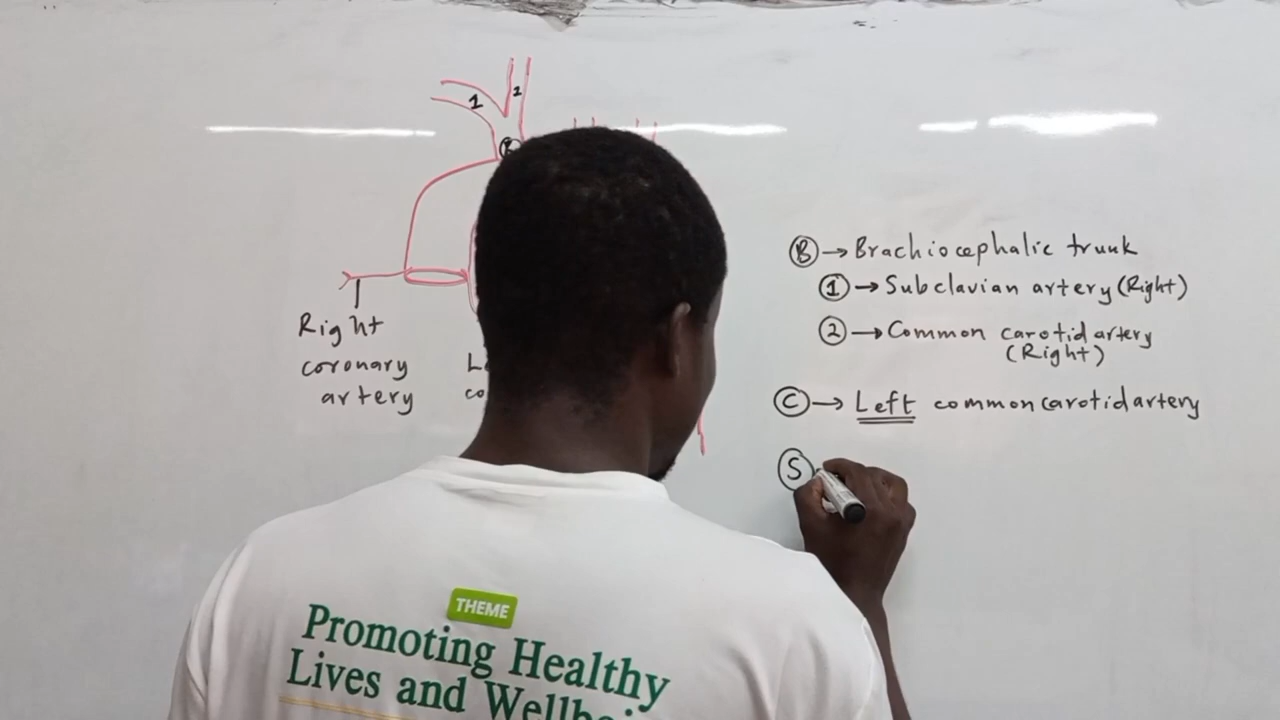 1
2
B
Right
coronary
artery
B → Brachiocephalic trunk
1 → Subclavian artery (Right)
2 → Common carotid artery
(Right)
C → Left common carotid artery
S
THEME
Promoting Healthy
Lives and